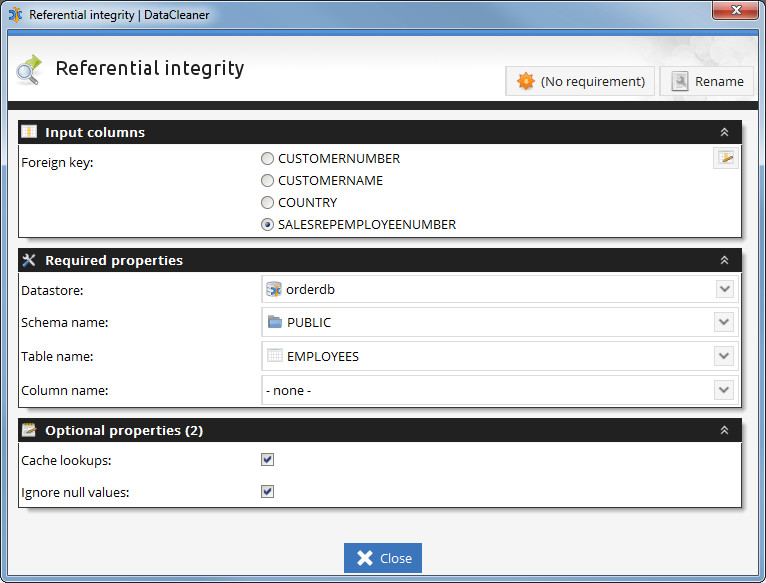 Referential integrity | DataCleaner
Referential integrity
(No requirement) Rename
Input columns
Foreign key: CUSTOMERNUMBER
CUSTOMERNAME
COUNTRY
SALESREPEMPLOYEENUMBER
Required properties
Datastore: orderdb
Schema name: PUBLIC
Table name: EMPLOYEES
Column name: - none -
Optional properties (2)
Cache lookups:
Ignore null values:
Close